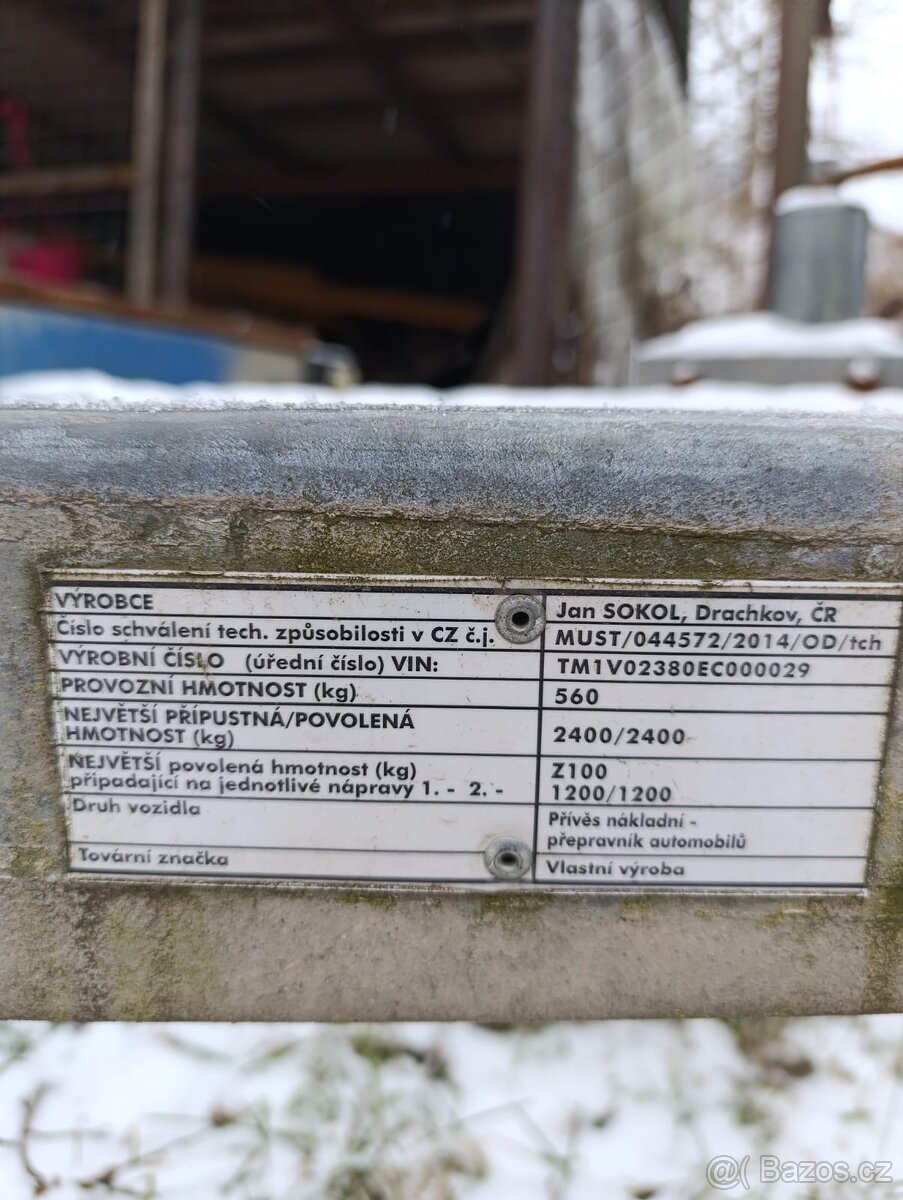 VÝROBCE Jan SOKOL, Drachkov, ČR
Číslo schválení tech. způsobilosti v CZ č.j. MUST/044572/2014/OD/tch
VÝROBNÍ ČÍSLO (úřední číslo) VIN: TM1V02380EC000029
PROVOZNÍ HMOTNOST (kg) 560
NEJVĚTŠÍ PŘÍPUSTNÁ/POVOLENÁ
HMOTNOST (kg) 2400/2400
NEJVĚTŠÍ povolená hmotnost (kg) Z100
připadající na jednotlivé nápravy 1. - 2. - 1200/1200
Druh vozidla Přívěs nákladní -
přepravník automobilů
Tovární značka Vlastní výroba
Bazos.cz